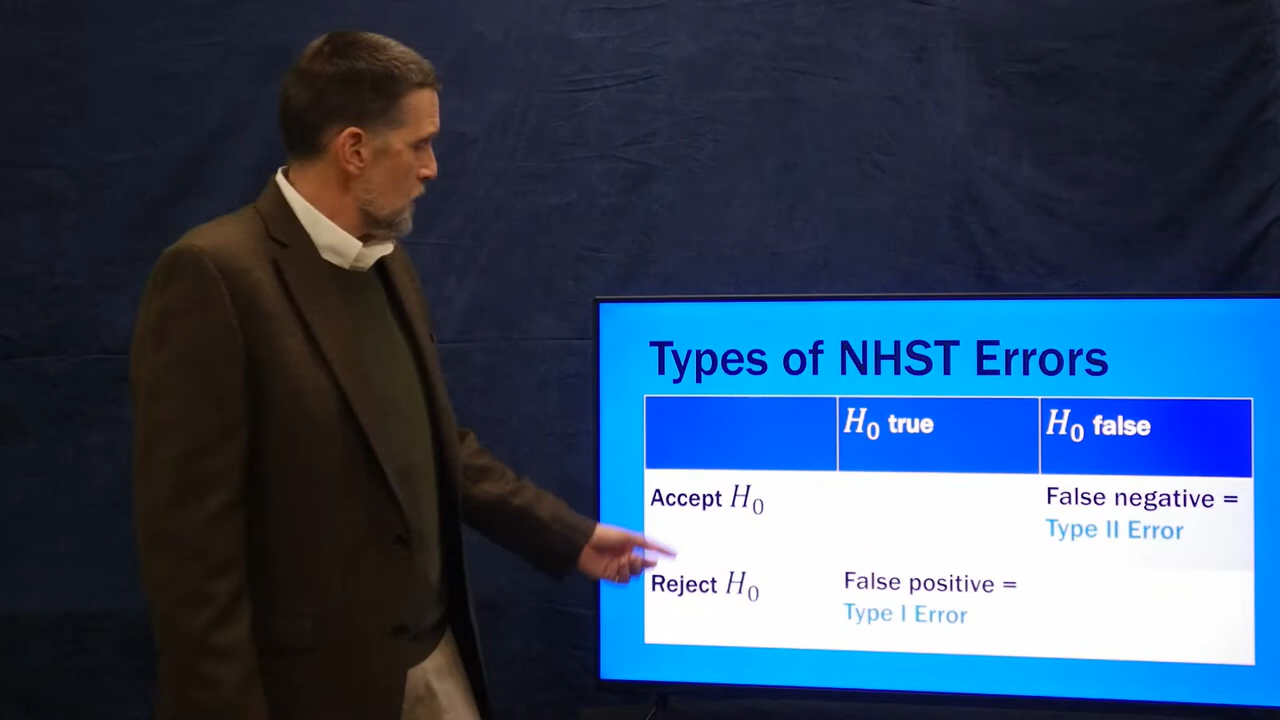 Types of NHST Errors
H₀ true
H₀ false
Accept H₀
False negative =
Type II Error
Reject H₀
False positive =
Type I Error